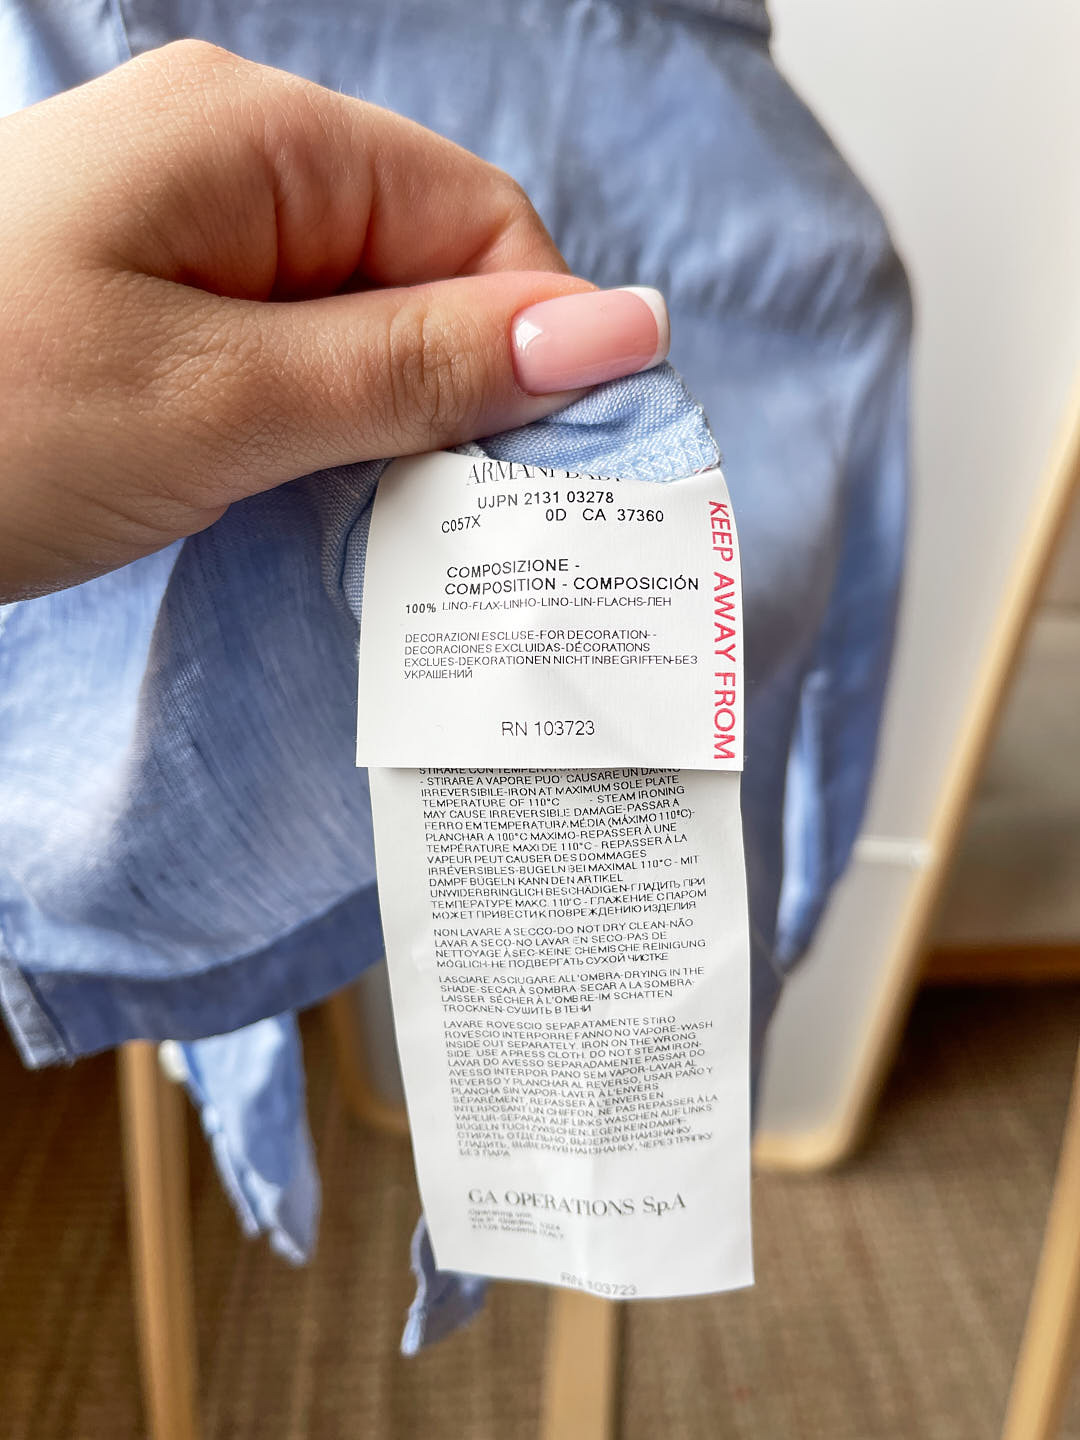 ARMANI BABY
UJPN 2131 03278
C057X 0D CA 37360
COMPOSIZIONE -
COMPOSITION - COMPOSICIÓN
100% LINO-FLAX-LINHO-LINO-LIN-FLACHS-ЛЕН
DECORAZIONI ESCLUSE-FOR DECORATION--
DECORACIONES EXCLUIDAS-DÉCORATIONS
EXCLUES-DEKORATIONEN NICHT INBEGRIFFEN-БЕЗ
УКРАШЕНИЙ
RN 103723
KEEP AWAY FROM
STIRARE CON TEMPERATURA
- STIRARE A VAPORE PUO' CAUSARE UN DANNO
IRREVERSIBILE-IRON AT MAXIMUM SOLE PLATE
TEMPERATURE OF 110°C - STEAM IRONING
MAY CAUSE IRREVERSIBLE DAMAGE-PASSAR A
FERRO EM TEMPERATURA MÉDIA (MÁXIMO 110°C)-
PLANCHAR A 100°C MAXIMO-REPASSER À UNE
TEMPÉRATURE MAXI DE 110°C - REPASSER À LA
VAPEUR PEUT CAUSER DES DOMMAGES
IRRÉVERSIBLES-BÜGELN BEI MAXIMAL 110°C - MIT
DAMPF BÜGELN KANN DEN ARTIKEL
UNWIDERBRINGLICH BESCHÄDIGEN-ГЛАДИТЬ ПРИ
ТЕМПЕРАТУРЕ МАКС. 110°C - ГЛАЖЕНИЕ С ПАРОМ
МОЖЕТ ПРИВЕСТИ К ПОВРЕЖДЕНИЮ ИЗДЕЛИЯ
NON LAVARE A SECCO-DO NOT DRY CLEAN-NÃO
LAVAR A SECO-NO LAVAR EN SECO-PAS DE
NETTOYAGE À SEC-KEINE CHEMISCHE REINIGUNG
MÖGLICH-НЕ ПОДВЕРГАТЬ СУХОЙ ЧИСТКЕ
LASCIARE ASCIUGARE ALL'OMBRA-DRYING IN THE
SHADE-SECAR À SOMBRA SECAR A LA SOMBRA-
LAISSER SÉCHER À L'OMBRE-IM SCHATTEN
TROCKNEN-СУШИТЬ В ТЕНИ
LAVARE ROVESCIO SEPARATAMENTE STIRO
ROVESCIO INTERPORRE PANNO NO VAPORE-WASH
INSIDE OUT SEPARATELY, IRON ON THE WRONG
SIDE. USE A PRESS CLOTH. DO NOT STEAM IRON-
LAVAR DO AVESSO SEPARADAMENTE PASSAR DO
AVESSO INTERPOR PANO SEM VAPOR-LAVAR AL
REVERSO Y PLANCHAR AL REVERSO, USAR PAÑO Y
PLANCHA SIN VAPOR-LAVER À L'ENVERS
SÉPARÉMENT, REPASSER À L'ENVERS EN
INTERPOSANT UN CHIFFON, NE PAS REPASSER À LA
VAPEUR-SEPARAT AUF LINKS WASCHEN AUF LINKS
BÜGELN TUCH ZWISCHENLEGEN KEIN DAMPF-
СТИРАТЬ ОТДЕЛЬНО, ВЫВЕРНУВ НАИЗНАНКУ
ГЛАДИТЬ, ВЫВЕРНУВ НАИЗНАНКУ, ЧЕРЕЗ ТРЯПКУ
БЕЗ ПАРА
GA OPERATIONS S.p.A
Operating unit
RN 103723